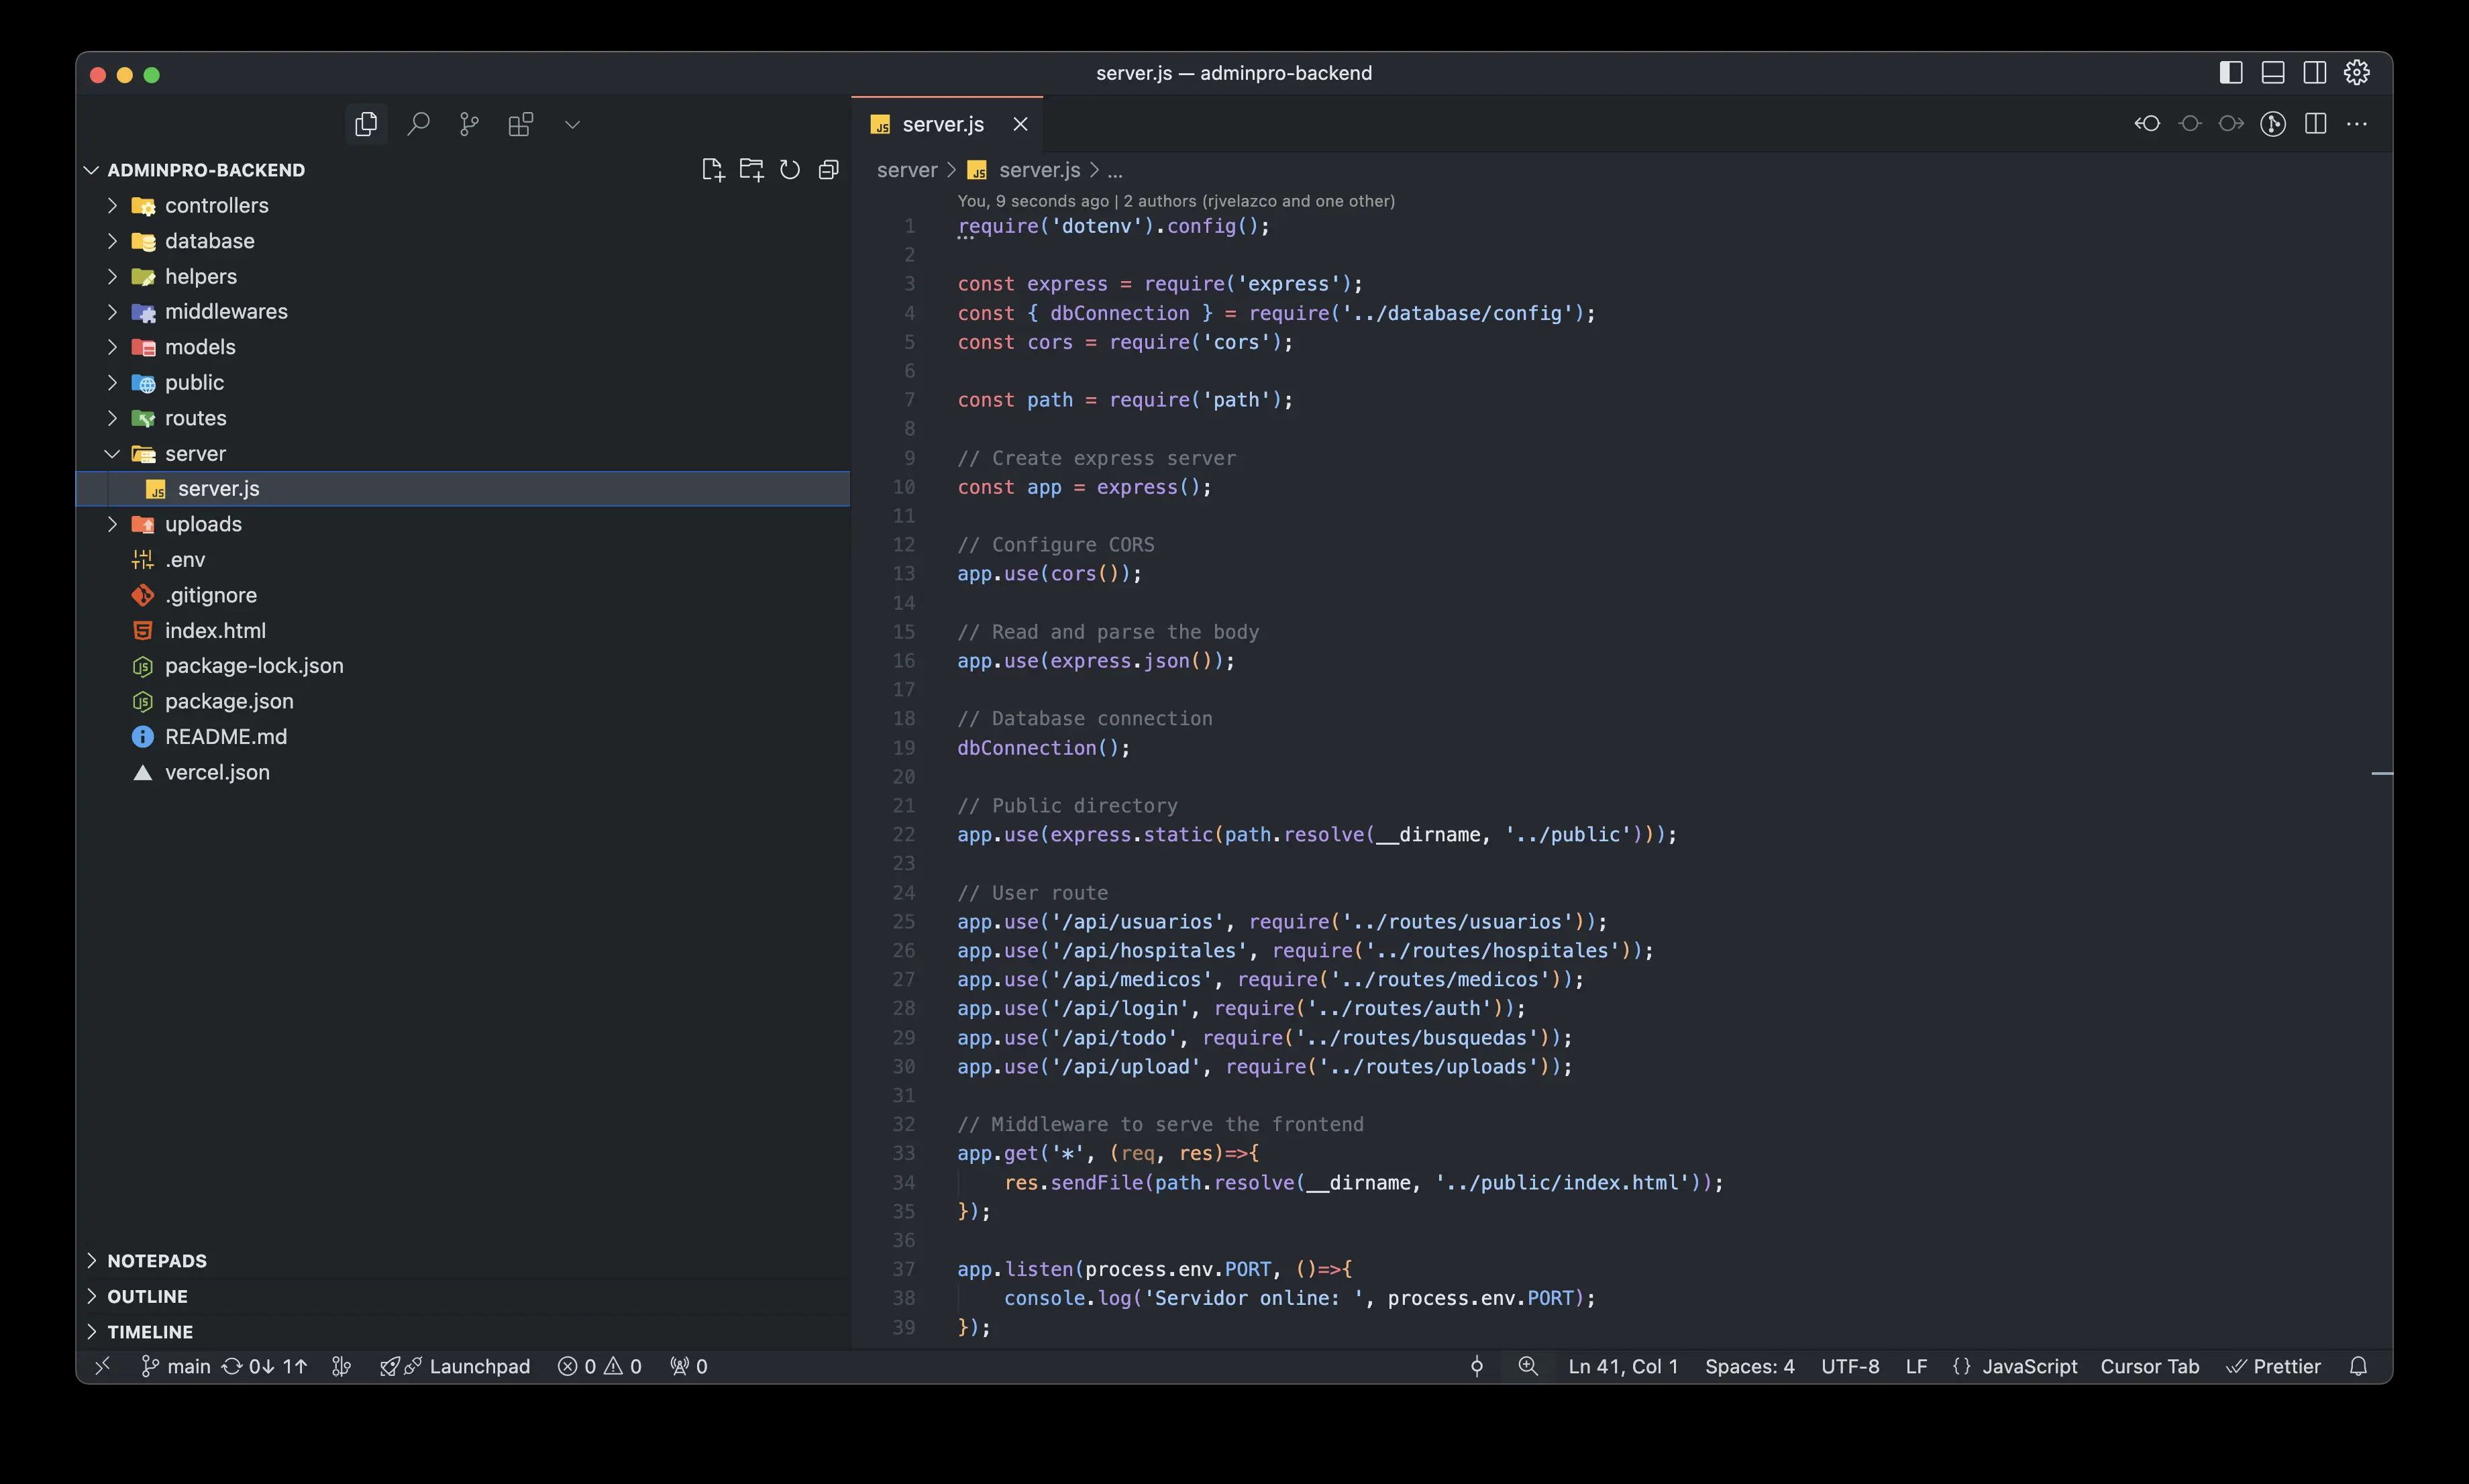 server.js — adminpro-backend
ADMINPRO-BACKEND
controllers
database
helpers
middlewares
models
public
routes
server
server.js
uploads
.env
.gitignore
index.html
package-lock.json
package.json
README.md
vercel.json
NOTEPADS
OUTLINE
TIMELINE
server.js
server > server.js > ...
You, 9 seconds ago | 2 authors (rjvelazco and one other)
1 require('dotenv').config();
2
3 const express = require('express');
4 const { dbConnection } = require('../database/config');
5 const cors = require('cors');
6
7 const path = require('path');
8
9 // Create express server
10 const app = express();
11
12 // Configure CORS
13 app.use(cors());
14
15 // Read and parse the body
16 app.use(express.json());
17
18 // Database connection
19 dbConnection();
20
21 // Public directory
22 app.use(express.static(path.resolve(__dirname, '../public')));
23
24 // User route
25 app.use('/api/usuarios', require('../routes/usuarios'));
26 app.use('/api/hospitales', require('../routes/hospitales'));
27 app.use('/api/medicos', require('../routes/medicos'));
28 app.use('/api/login', require('../routes/auth'));
29 app.use('/api/todo', require('../routes/busquedas'));
30 app.use('/api/upload', require('../routes/uploads'));
31
32 // Middleware to serve the frontend
33 app.get('*', (req, res)=>{
34     res.sendFile(path.resolve(__dirname, '../public/index.html'));
35 });
36
37 app.listen(process.env.PORT, ()=>{
38     console.log('Servidor online: ', process.env.PORT);
39 });
main 0↓ 1↑ Launchpad 0 0 0 Ln 41, Col 1 Spaces: 4 UTF-8 LF {} JavaScript Cursor Tab Prettier